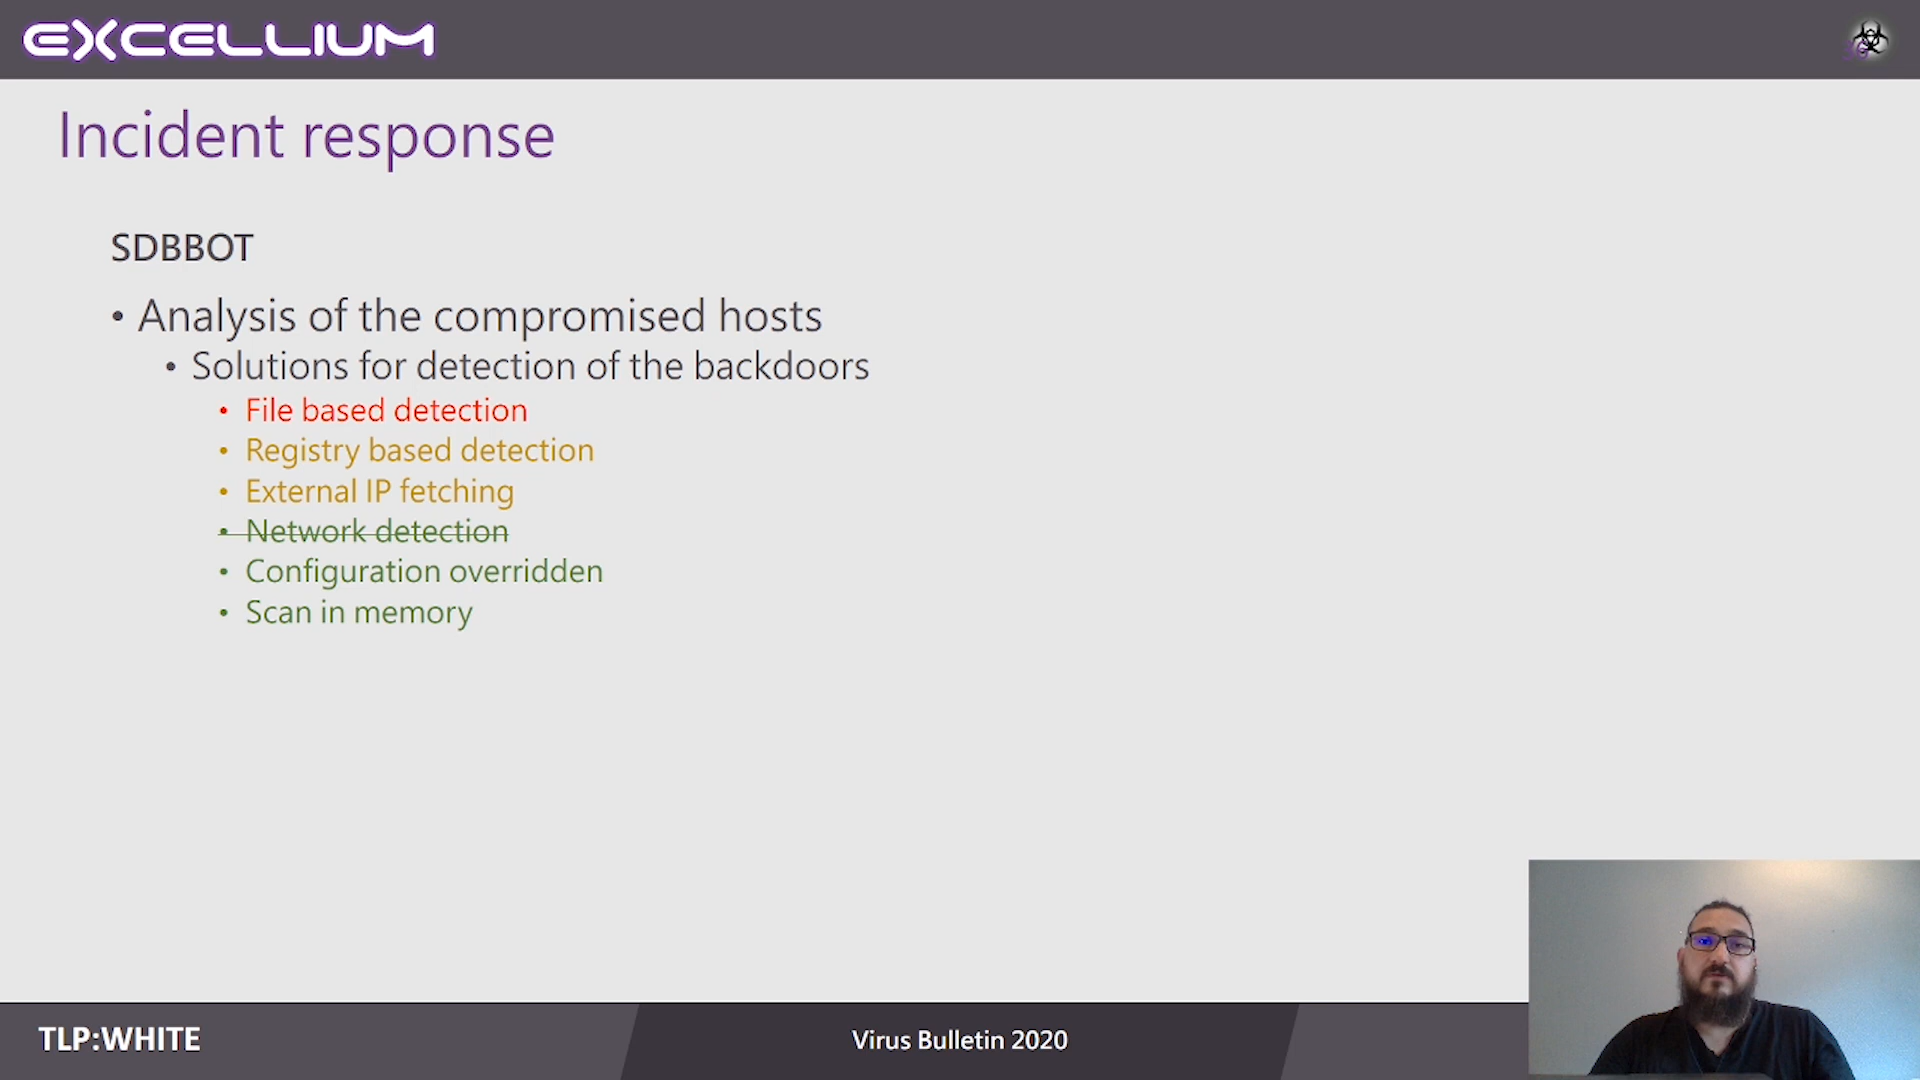 EXCELLIUM
Incident response
SDBBOT
• Analysis of the compromised hosts
• Solutions for detection of the backdoors
• File based detection
• Registry based detection
• External IP fetching
• Network detection
• Configuration overridden
• Scan in memory
TLP:WHITE
Virus Bulletin 2020